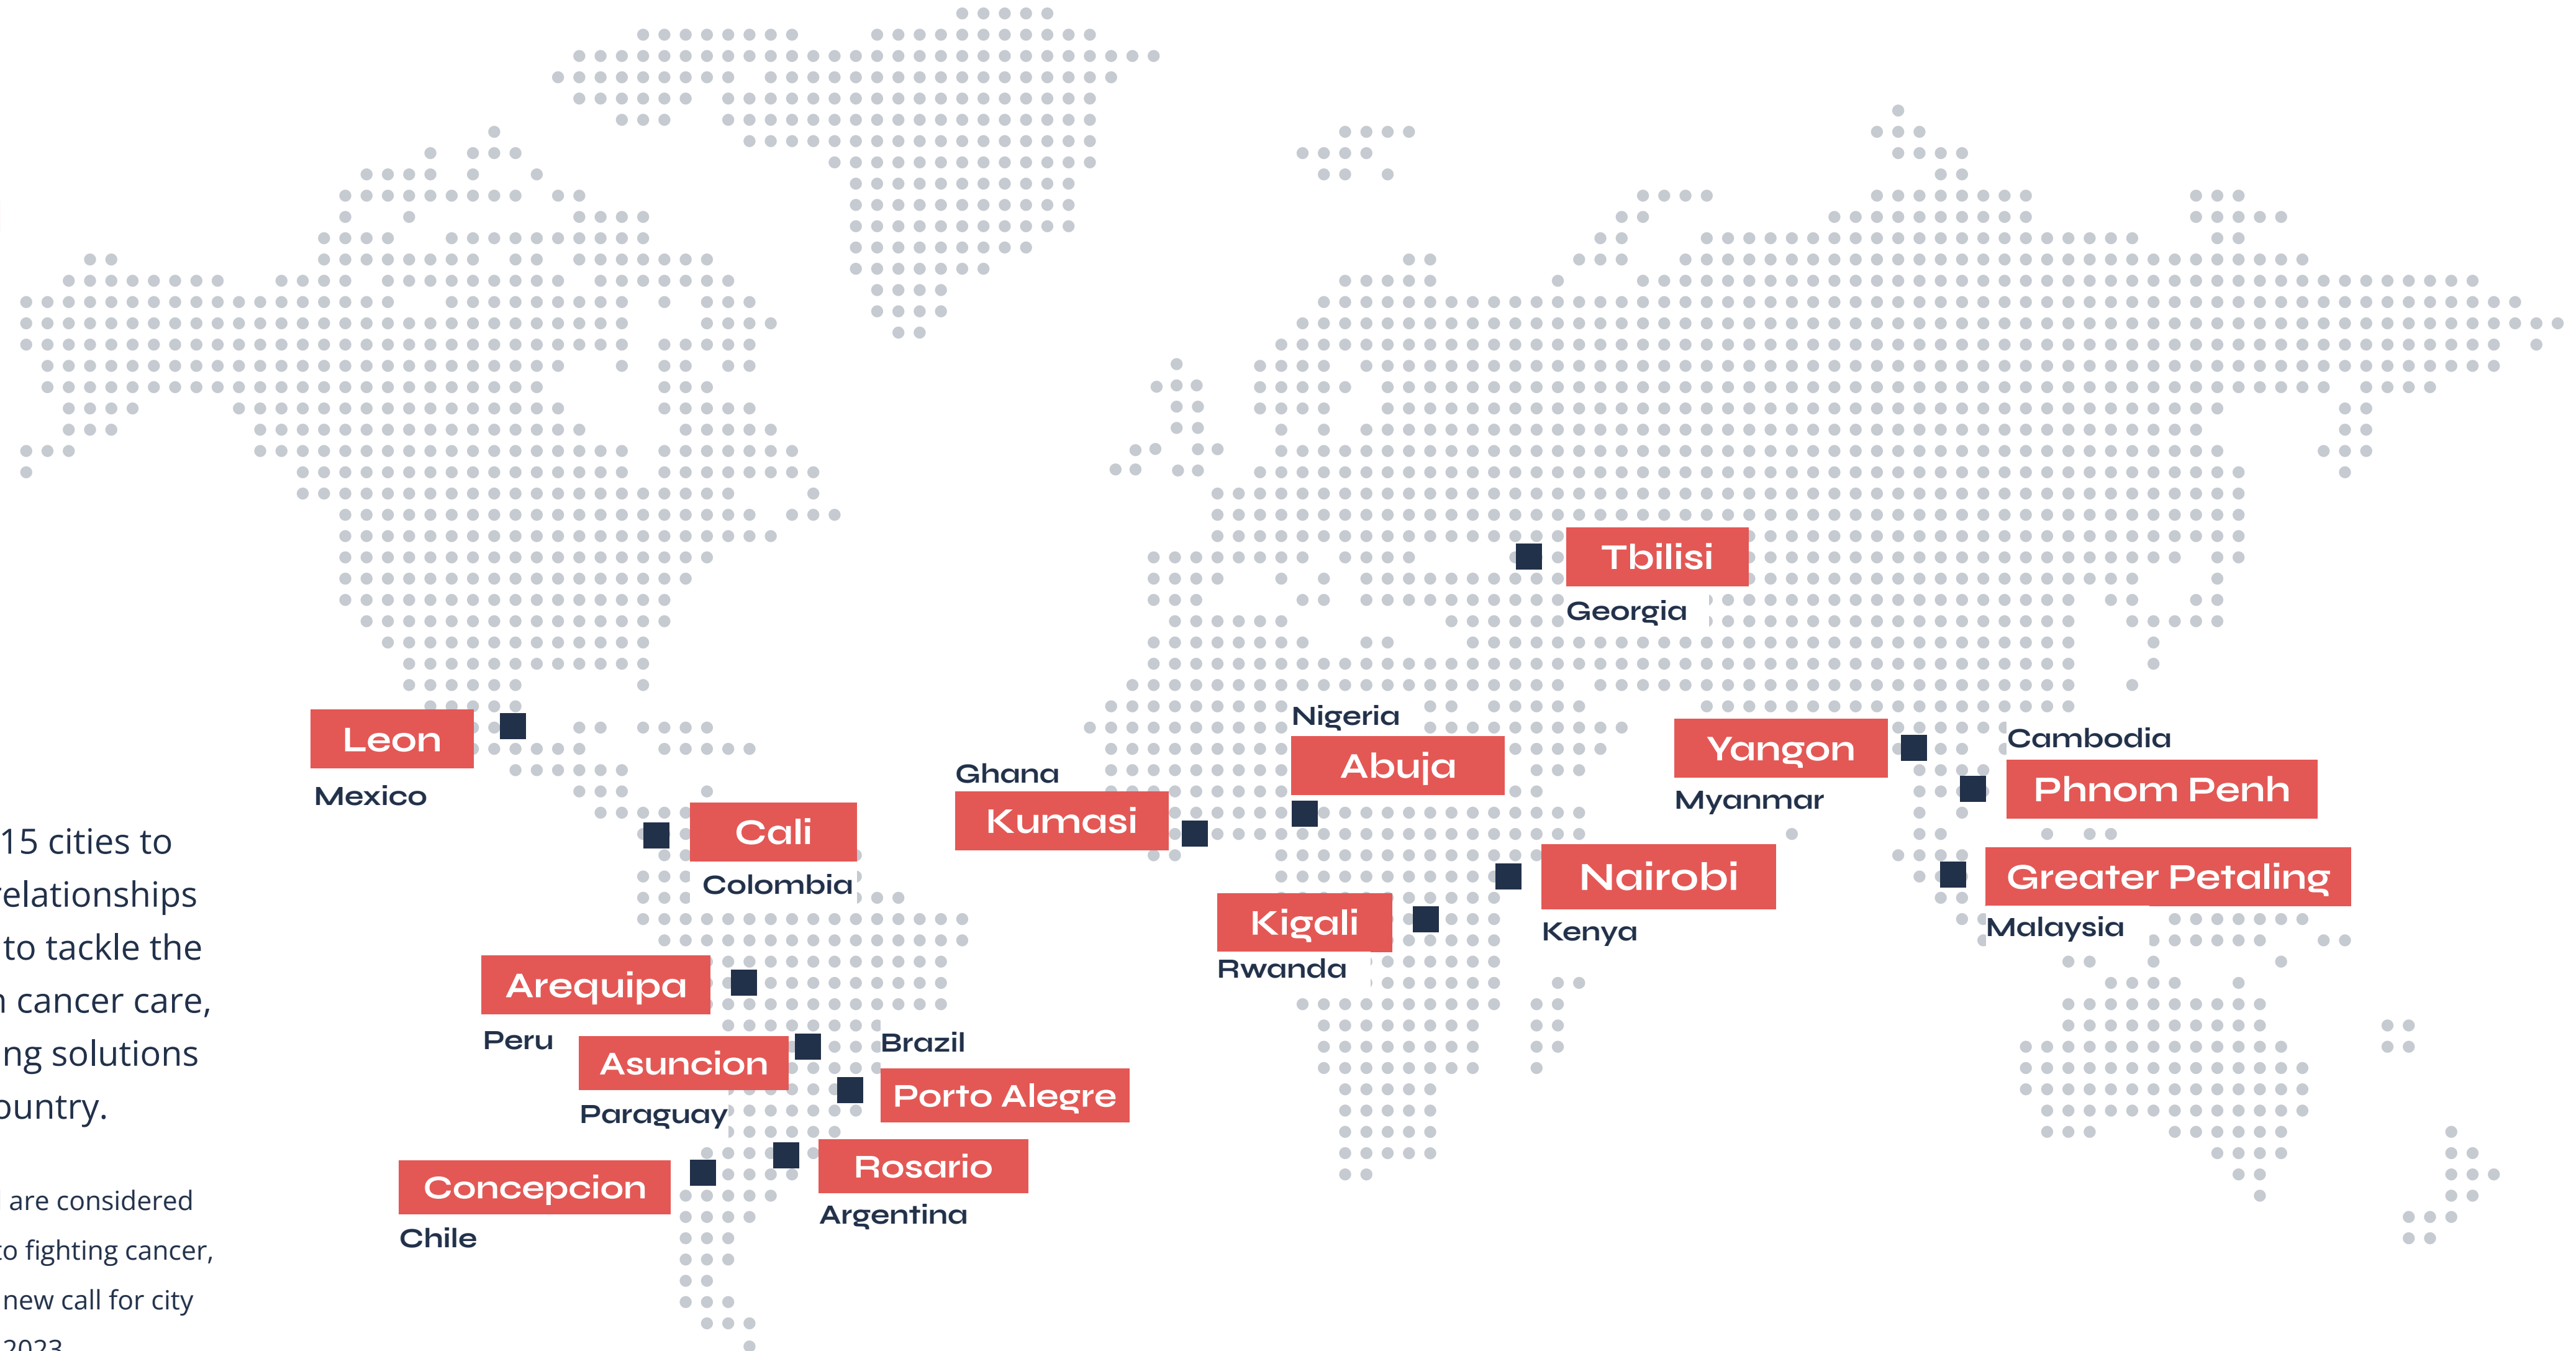 Tbilisi
Georgia
Leon
Mexico
Nigeria
Abuja
Yangon
Myanmar
Cambodia
Phnom Penh
Ghana
Kumasi
Cali
Colombia
Nairobi
Kenya
Greater Petaling
Malaysia
Kigali
Rwanda
Arequipa
Peru
Asuncion
Paraguay
Brazil
Porto Alegre
Rosario
Argentina
Concepcion
Chile
15 cities to
relationships
to tackle the
cancer care,
ng solutions
ountry.
are considered
to fighting cancer,
new call for city
2023